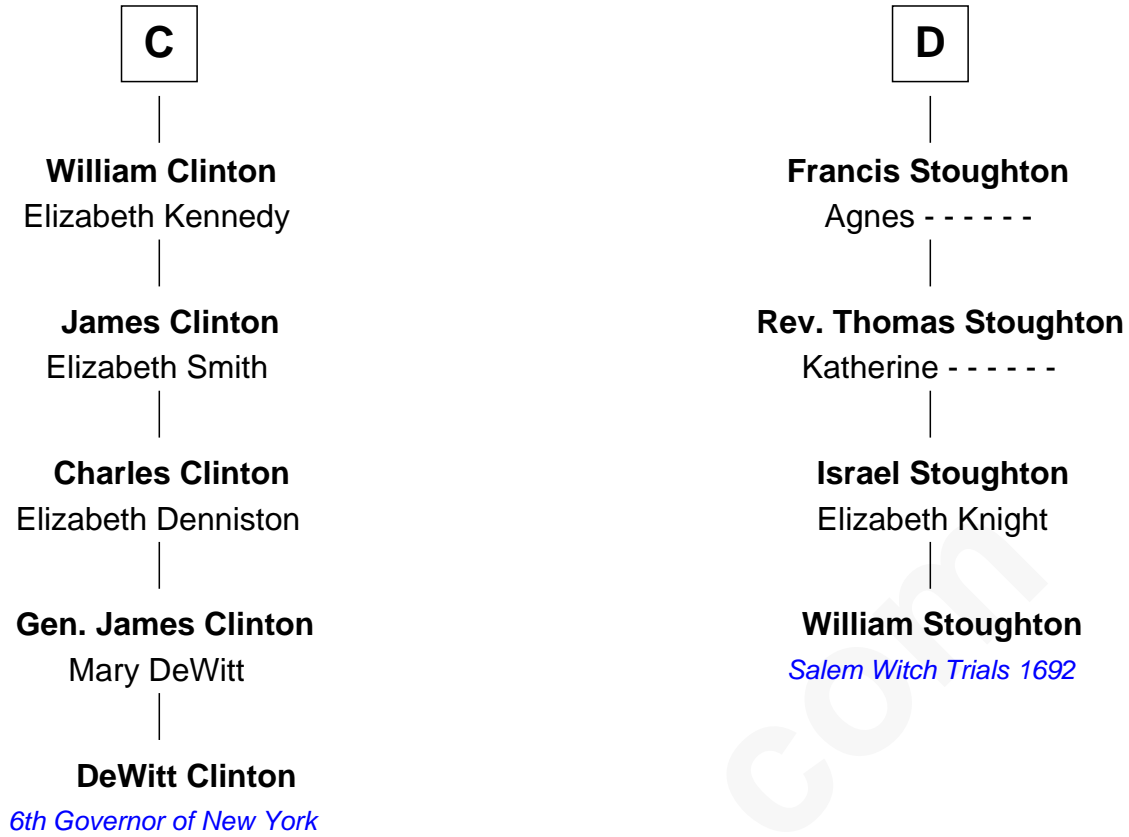 C
William Clinton
Elizabeth Kennedy
James Clinton
Elizabeth Smith
Charles Clinton
Elizabeth Denniston
Gen. James Clinton
Mary DeWitt
DeWitt Clinton
6th Governor of New York
D
Francis Stoughton
Agnes - - - - - -
Rev. Thomas Stoughton
Katherine - - - - - -
Israel Stoughton
Elizabeth Knight
William Stoughton
Salem Witch Trials 1692
com